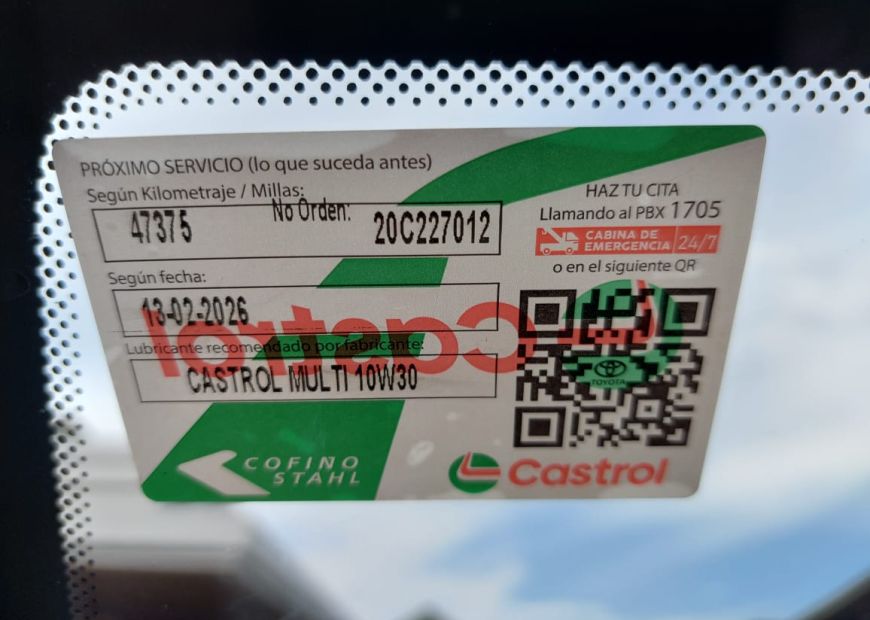 PRÓXIMO SERVICIO (lo que suceda antes)
Según Kilometraje / Millas:
47375 No Orden: 20C227012
Según fecha:
13-02-2026
Lubricante recomendado por fabricante:
CASTROL MULTI 10W30
COFINO
STAHL
HAZ TU CITA
Llamando al PBX 1705
CABINA DE
EMERGENCIA 24/7
o en el siguiente QR
TOYOTA
Castrol
Castrol